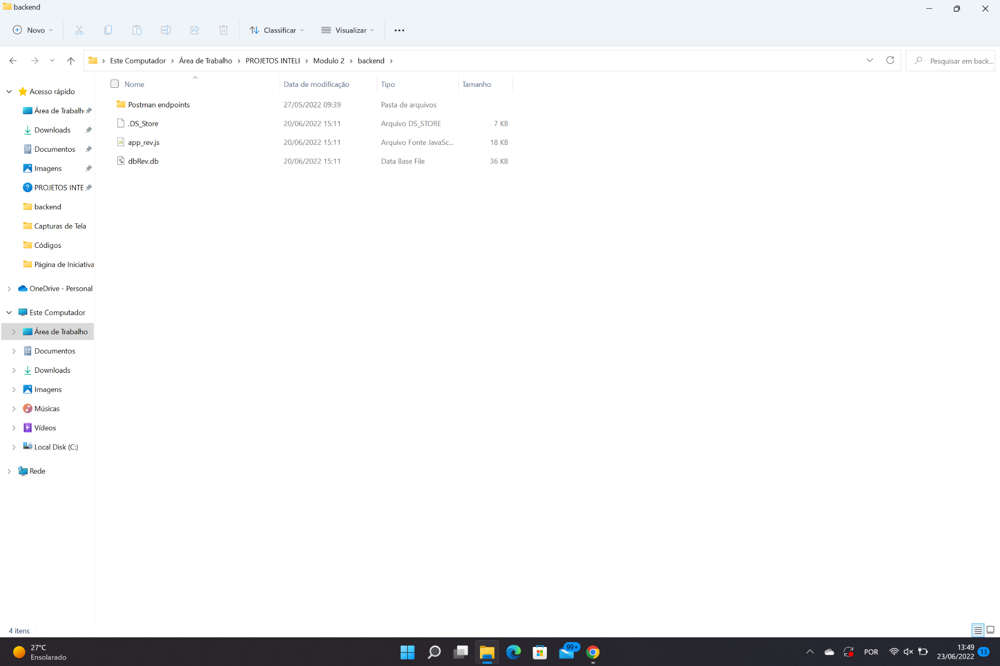 backend
Novo
Classificar
Visualizar
Este Computador > Área de Trabalho > PROJETOS INTELI > Modulo 2 > backend >
Pesquisar em back...
Nome Data de modificação Tipo Tamanho
Postman endpoints 27/05/2022 09:39 Pasta de arquivos
.DS_Store 20/06/2022 15:11 Arquivo DS_STORE 7 KB
app_rev.js 20/06/2022 15:11 Arquivo Fonte JavaSc... 18 KB
dbRev.db 20/06/2022 15:11 Data Base File 36 KB
Acesso rápido
Área de Trabalh
Downloads
Documentos
Imagens
PROJETOS INTE
backend
Capturas de Tela
Códigos
Página de Iniciativa
OneDrive - Personal
Este Computador
Área de Trabalho
Documentos
Downloads
Imagens
Músicas
Vídeos
Local Disk (C:)
Rede
4 itens
27°C
Ensolarado
99+
POR
13:49
23/06/2022
13